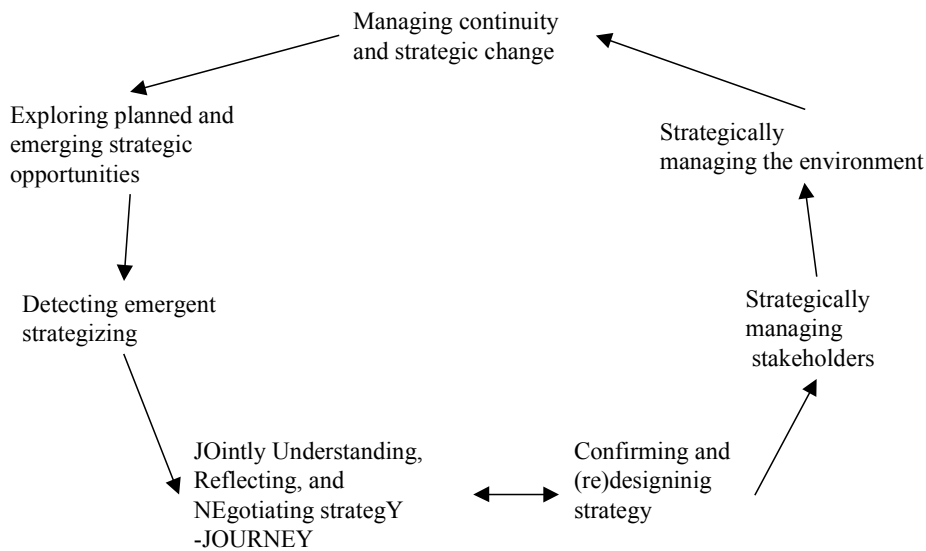 Managing continuity
and strategic change
Exploring planned and
emerging strategic
opportunities
Strategically
managing the environment
Detecting emergent
strategizing
Strategically
managing
stakeholders
JOintly Understanding,
Reflecting, and
NEgotiating strategY
-JOURNEY
Confirming and
(re)designinig
strategy